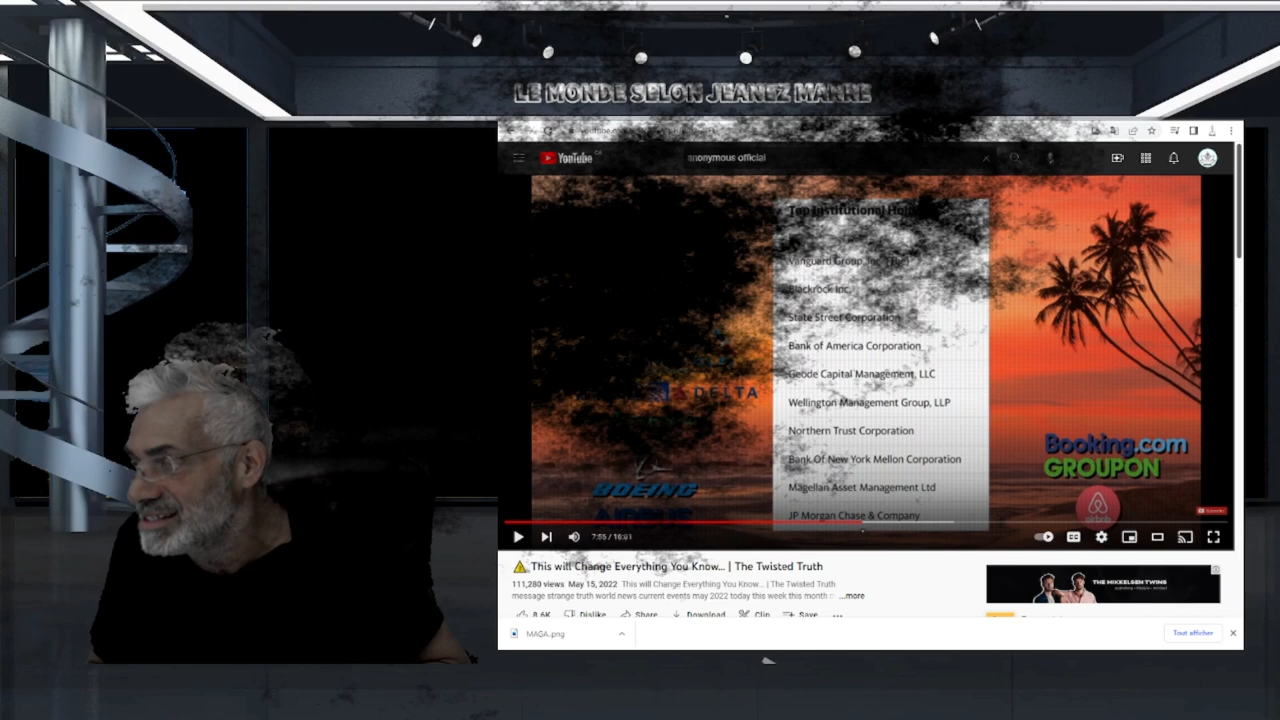 LE MONDE SELON JEANEZ MARRE
YouTube CA
anonymous official
Top Institutional
Vanguard Group, Inc.
Blackrock Inc.
State Street Corporation
Bank of America Corporation
Geode Capital Management, LLC
Wellington Management Group, LLP
Northern Trust Corporation
Bank Of New York Mellon Corporation
Magellan Asset Management Ltd
JP Morgan Chase & Company
DELTA
BOEING
AIRBUS
Booking.com
GROUPON
airbnb
Subscribe
7:55 / 16:01
This will Change Everything You Know... | The Twisted Truth
111,280 views May 15, 2022 This will Change Everything You Know... | The Twisted Truth
message strange truth world news current events may 2022 today this week this month ...more
8.6K Dislike Share Download Clip Save ...
THE MIKKELSEN TWINS
MAGA.png
Tout afficher